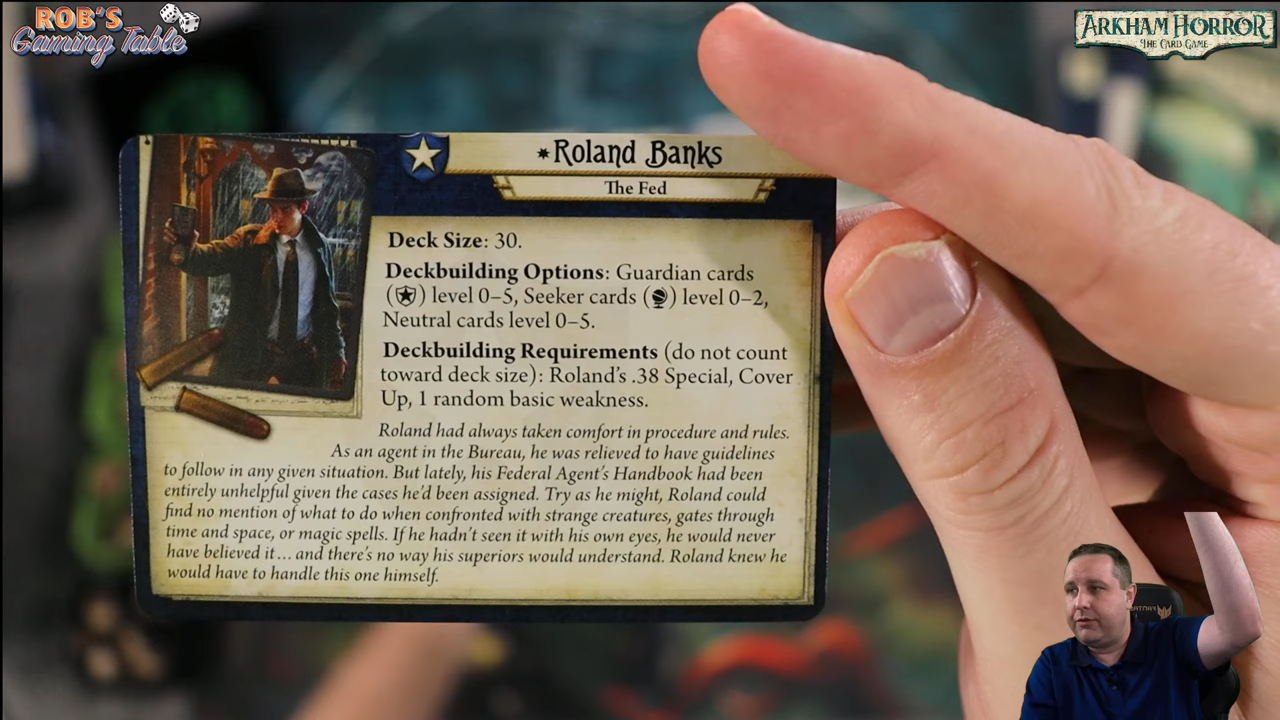 ROB'S
Gaming Table
ARKHAM HORROR
THE CARD GAME
Roland Banks
The Fed
Deck Size: 30.
Deckbuilding Options: Guardian cards
() level 0–5, Seeker cards () level 0–2,
Neutral cards level 0–5.
Deckbuilding Requirements (do not count
toward deck size): Roland's .38 Special, Cover
Up, 1 random basic weakness.
Roland had always taken comfort in procedure and rules.
As an agent in the Bureau, he was relieved to have guidelines
to follow in any given situation. But lately, his Federal Agent's Handbook had been
entirely unhelpful given the cases he'd been assigned. Try as he might, Roland could
find no mention of what to do when confronted with strange creatures, gates through
time and space, or magic spells. If he hadn't seen it with his own eyes, he would never
have believed it... and there's no way his superiors would understand. Roland knew he
would have to handle this one himself.